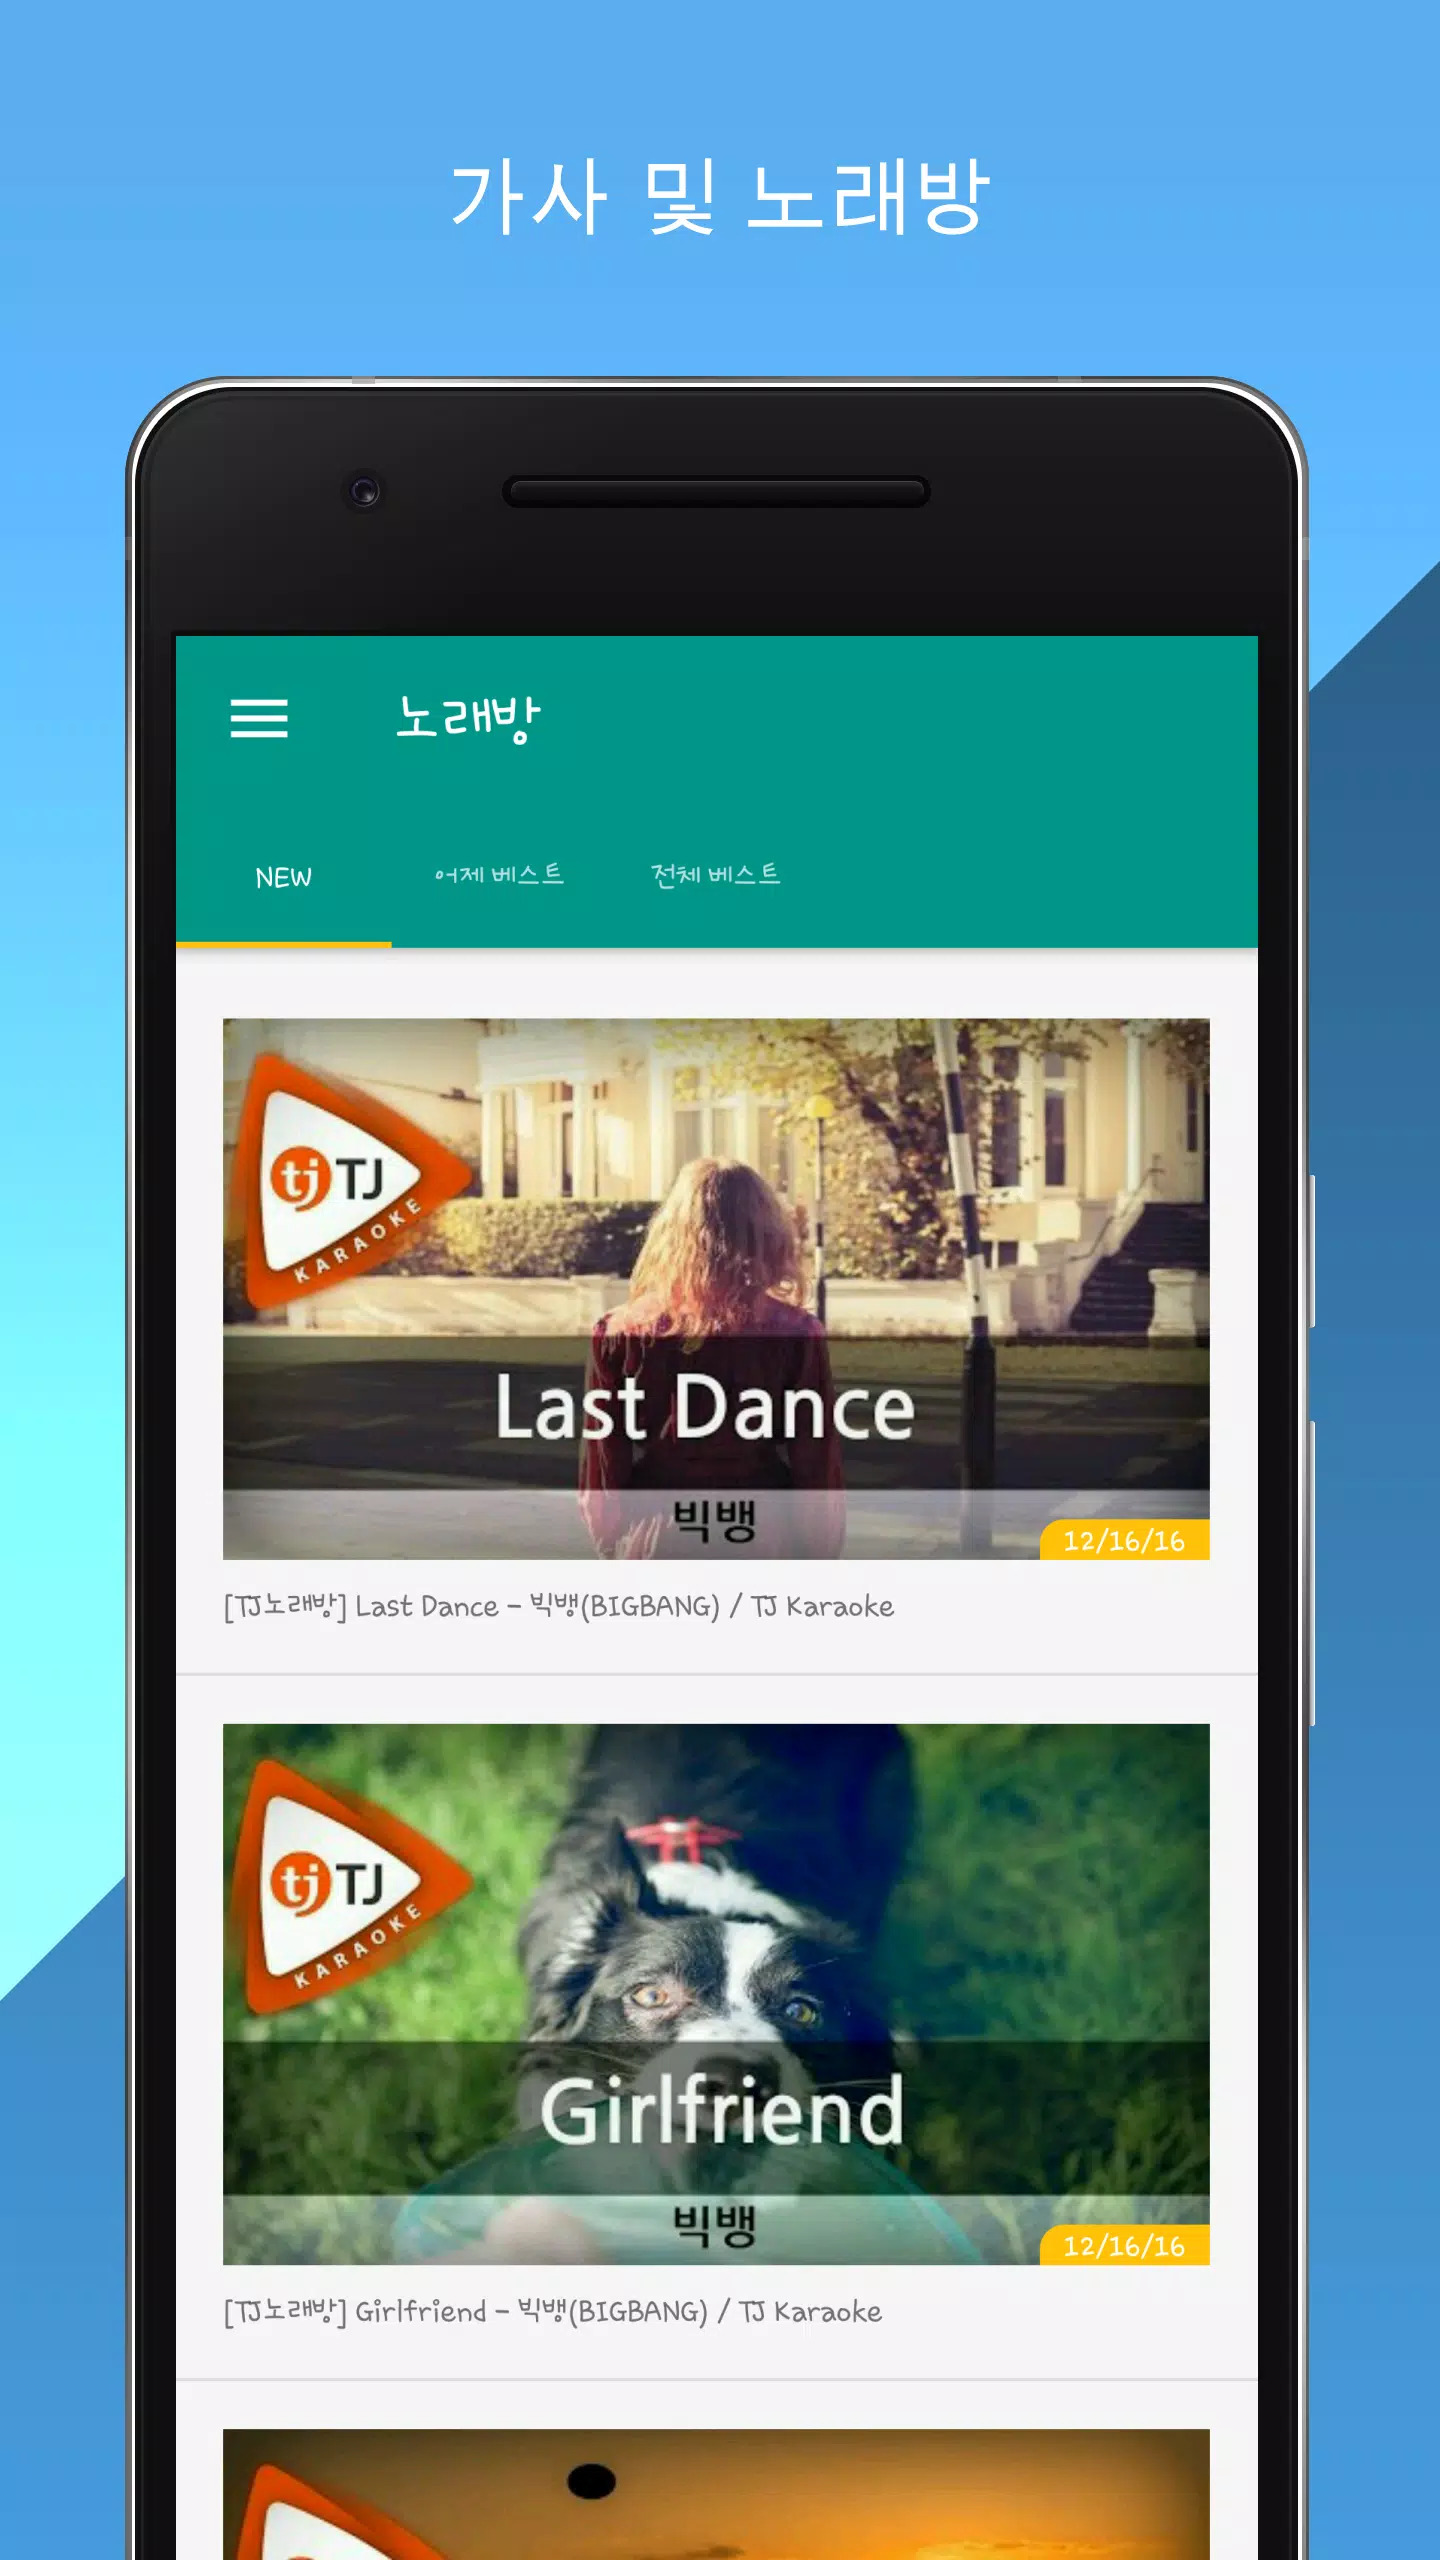 가사 및 노래방
노래방
NEW 어제 베스트 전체 베스트
tj TJ
KARAOKE
Last Dance
빅뱅
12/16/16
[TJ노래방] Last Dance - 빅뱅(BIGBANG) / TJ Karaoke
tj TJ
KARAOKE
Girlfriend
빅뱅
12/16/16
[TJ노래방] Girlfriend - 빅뱅(BIGBANG) / TJ Karaoke